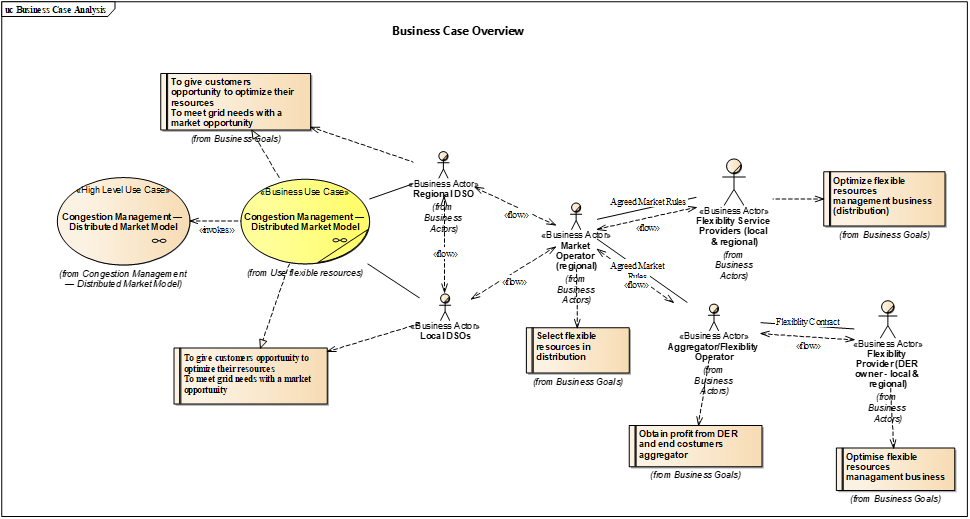 uc Business Case Analysis
Business Case Overview
To give customers
opportunity to optimize their
resources
To meet grid needs with a
market opportunity
(from Business Goals)
«High Level Use Case»
Congestion Management —
Distributed Market Model
(from Congestion Management
— Distributed Market Model)
«invokes»
«Business Use Case»
Congestion Management —
Distributed Market Model
(from Use flexible resources)
To give customers opportunity to
optimize their resources
To meet grid needs with a market
opportunity
«Business Actor»
Regional DSO
(from
Business
Actors)
«flow»
«Business Actor»
Local DSOs
«flow»
«flow»
«Business Actor»
Market
Operator
(regional)
(from
Business
Actors)
Select flexible
resources in
distribution
(from Business Goals)
Agreed Market Rules
«flow»
Agreed Market
Rules
«flow»
«Business Actor»
Flexiblity Service
Providers (local
& regional)
(from
Business
Actors)
Optimize flexible
resources
management business
(distribution)
(from Business Goals)
«Business Actor»
Aggregator/Flexiblity
Operator
(from
Business
Actors)
Obtain profit from DER
and end costumers
aggregator
(from Business Goals)
Flexiblity Contract
«flow»
«Business Actor»
Flexiblity
Provider (DER
owner - local &
regional)
(from
Business
Actors)
Optimise flexible
resources
managament business
(from Business Goals)